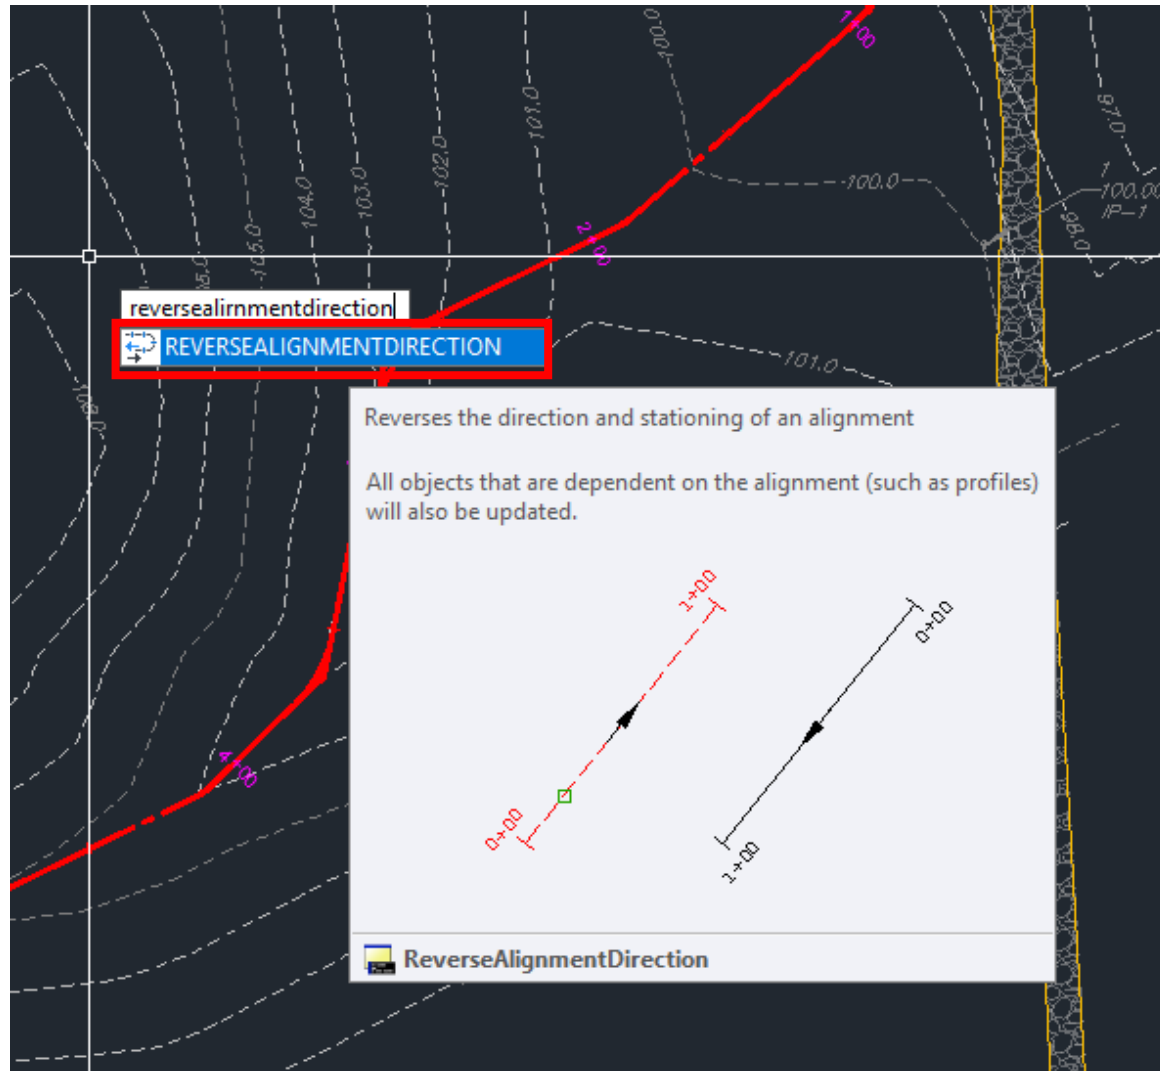 1+00
100.0
97.0
101.0
102.0
103.0
104.0
105.0
100.0
1
100.00
/P-1
98.0
2+00
reversealirnmentdirection
REVERSEALIGNMENTDIRECTION
101.0
106.0
Reverses the direction and stationing of an alignment
All objects that are dependent on the alignment (such as profiles)
will also be updated.
1+00
0+00
0+00
1+00
4+00
ReverseAlignmentDirection